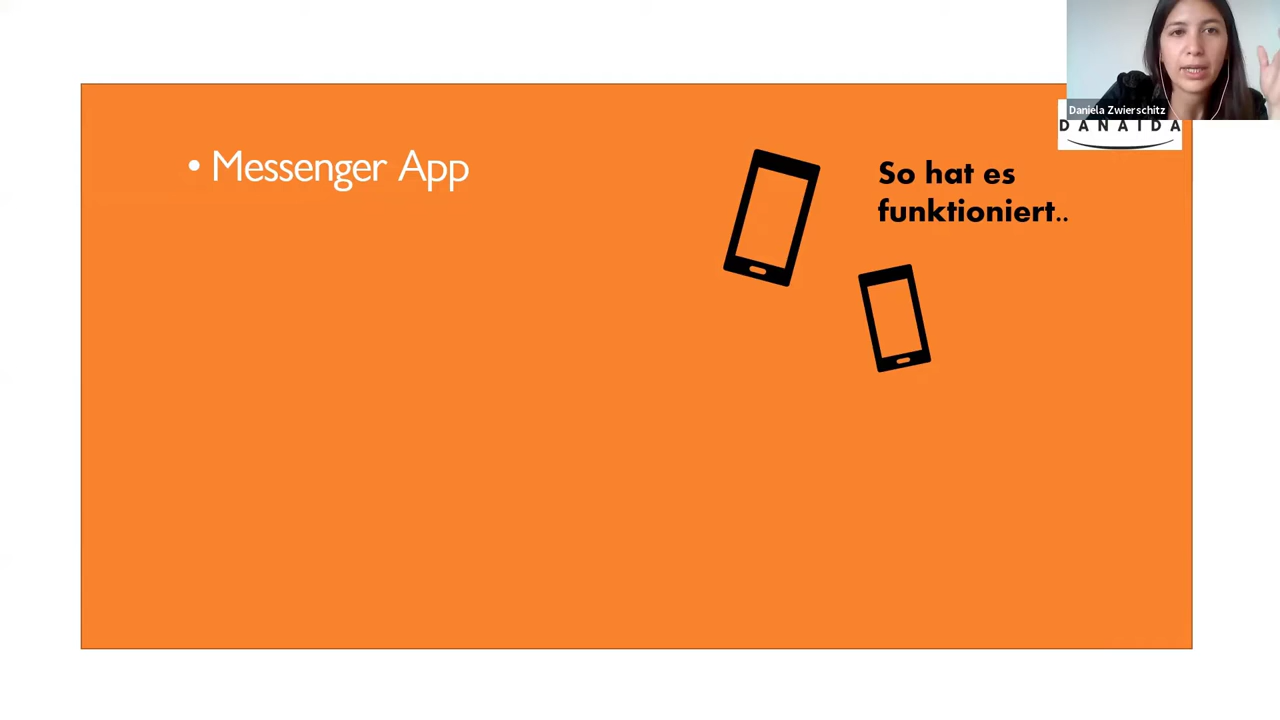 Daniela Zwierschitz
DANAIDA
• Messenger App
So hat es
funktioniert..